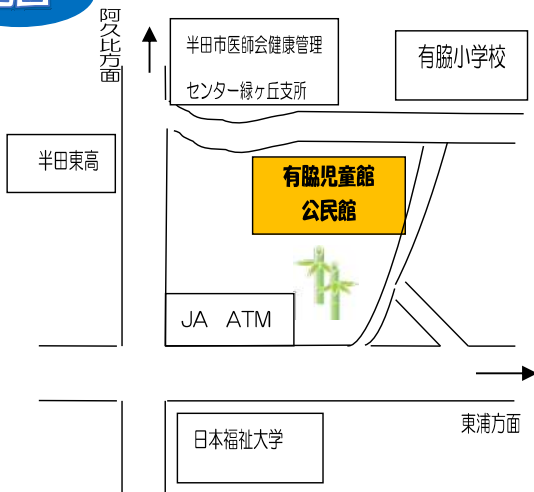 阿久比方面
半田市医師会健康管理
センター緑ヶ丘支所
有脇小学校
半田東高
有脇児童館
公民館
JA ATM
東浦方面
日本福祉大学